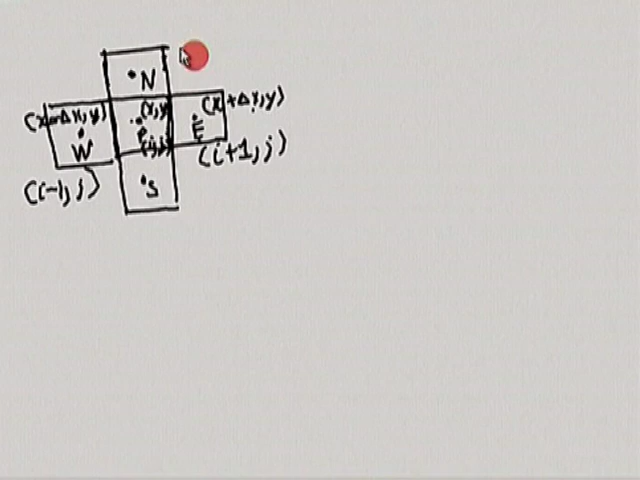 N
(x-Δx,y) (x,y) (x+Δx,y)
W P E
(i,j) (i+1,j)
(i-1,j) S